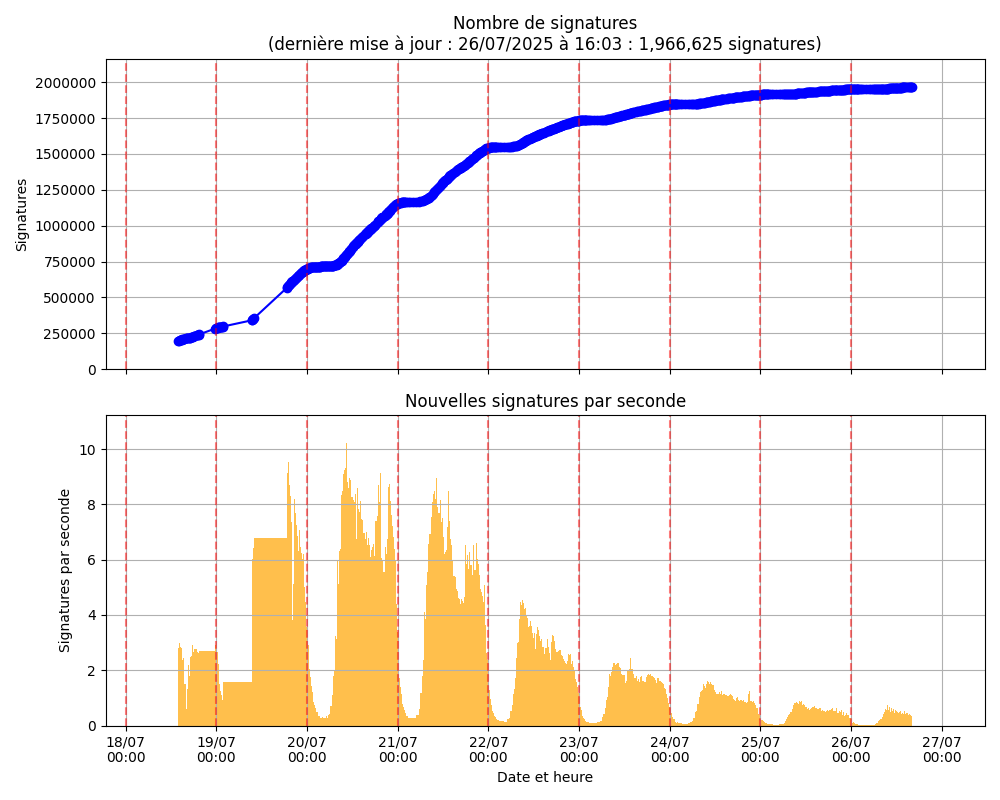 Nombre de signatures
(dernière mise à jour : 26/07/2025 à 16:03 : 1,966,625 signatures)
2000000
1750000
1500000
1250000
1000000
750000
500000
250000
0
Signatures
Nouvelles signatures par seconde
10
8
6
4
2
0
Signatures par seconde
18/07 19/07 20/07 21/07 22/07 23/07 24/07 25/07 26/07 27/07
00:00 00:00 00:00 00:00 00:00 00:00 00:00 00:00 00:00 00:00
Date et heure